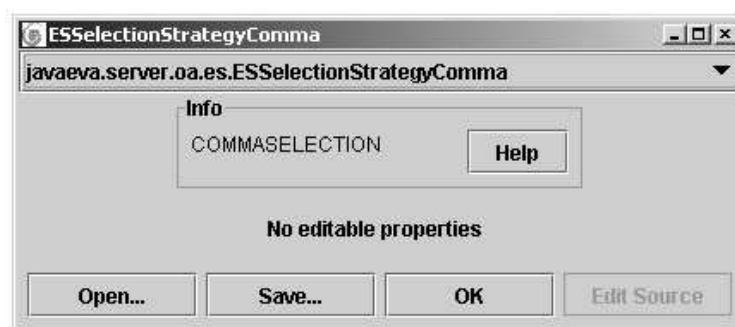 ESSelectionStrategyComma
javaeva.server.oa.es.ESSelectionStrategyComma
Info
COMMASELECTION
Help
No editable properties
Open...
Save...
OK
Edit Source